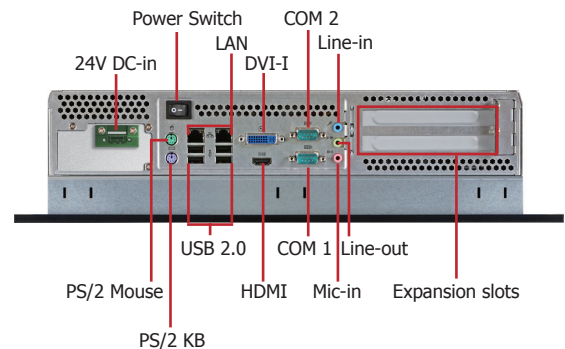 Power Switch
COM 2
LAN
Line-in
24V DC-in
DVI-I
USB 2.0
COM 1
Line-out
PS/2 Mouse
HDMI
Mic-in
Expansion slots
PS/2 KB